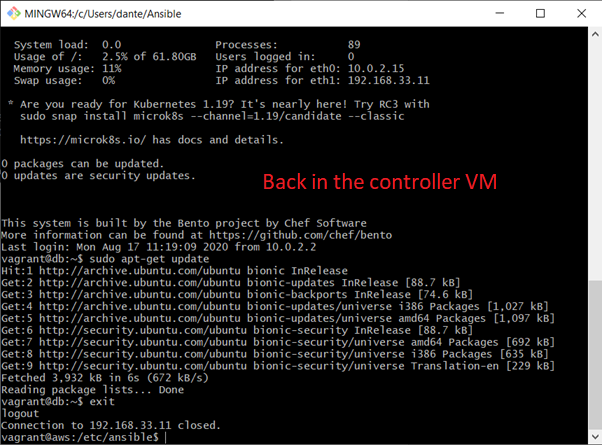 MINGW64:/c/Users/dante/Ansible
System load:  0.0                Processes:           89
Usage of /:   2.5% of 61.80GB   Users logged in:     0
Memory usage: 11%                IP address for eth0: 10.0.2.15
Swap usage:   0%                 IP address for eth1: 192.168.33.11
* Are you ready for Kubernetes 1.19? It's nearly here! Try RC3 with
sudo snap install microk8s --channel=1.19/candidate --classic
https://microk8s.io/ has docs and details.
0 packages can be updated.
0 updates are security updates.
Back in the controller VM
This system is built by the Bento project by Chef Software
More information can be found at https://github.com/chef/bento
Last login: Mon Aug 17 11:19:09 2020 from 10.0.2.2
vagrant@db:~$ sudo apt-get update
Hit:1 http://archive.ubuntu.com/ubuntu bionic InRelease
Get:2 http://archive.ubuntu.com/ubuntu bionic-updates InRelease [88.7 kB]
Get:3 http://archive.ubuntu.com/ubuntu bionic-backports InRelease [74.6 kB]
Get:4 http://archive.ubuntu.com/ubuntu bionic-updates/universe i386 Packages [1,027 kB]
Get:5 http://archive.ubuntu.com/ubuntu bionic-updates/universe amd64 Packages [1,097 kB]
Get:6 http://security.ubuntu.com/ubuntu bionic-security InRelease [88.7 kB]
Get:7 http://security.ubuntu.com/ubuntu bionic-security/universe amd64 Packages [692 kB]
Get:8 http://security.ubuntu.com/ubuntu bionic-security/universe i386 Packages [635 kB]
Get:9 http://security.ubuntu.com/ubuntu bionic-security/universe Translation-en [229 kB]
Fetched 3,932 kB in 6s (672 kB/s)
Reading package lists... Done
vagrant@db:~$ exit
logout
Connection to 192.168.33.11 closed.
vagrant@aws:/etc/ansible$